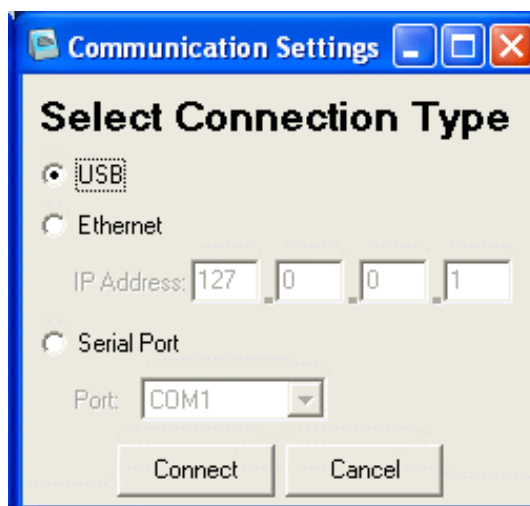 Communication Settings
Select Connection Type
USB
Ethernet
IP Address: 127 . 0 . 0 . 1
Serial Port
Port: COM1
Connect Cancel